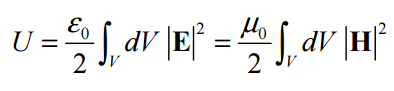 U = ε₀/2 ∫_V dV |𝐄|² = μ₀/2 ∫_V dV |𝐇|²